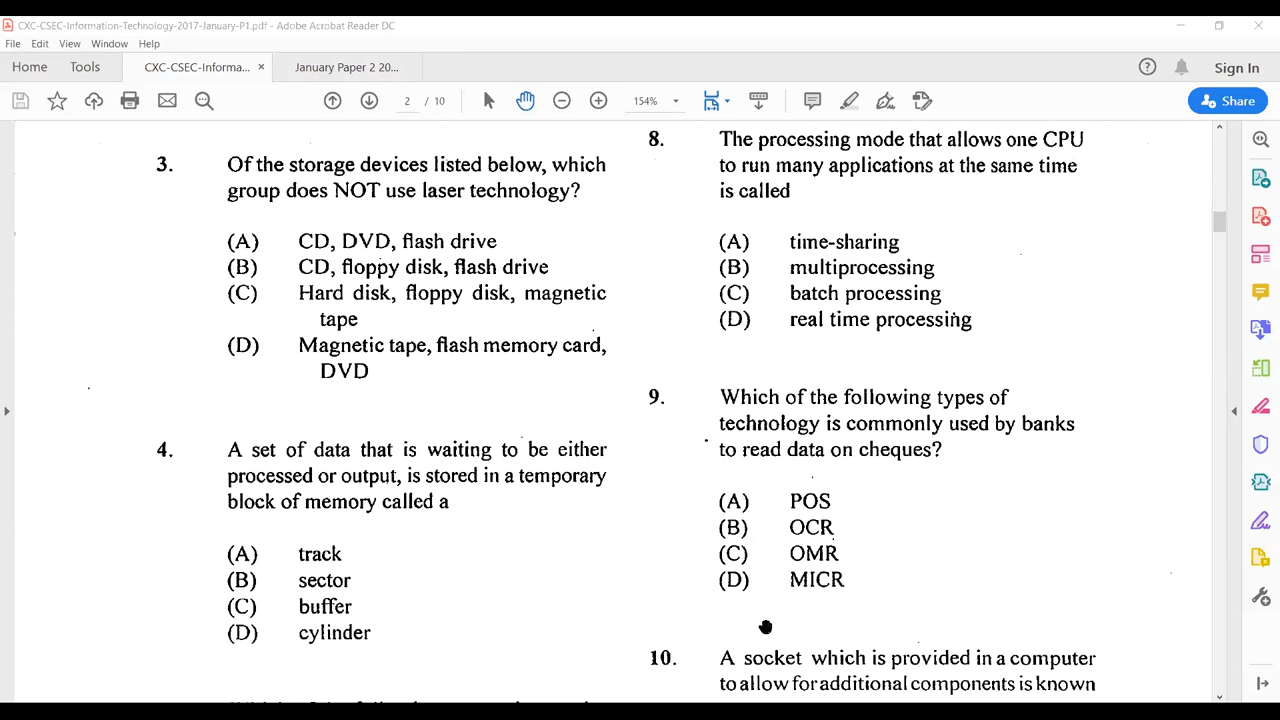 CXC-CSEC-Information-Technology-2017-January-P1.pdf - Adobe Acrobat Reader DC
File Edit View Window Help
Home Tools CXC-CSEC-Informa... × January Paper 2 20... Sign In
2 / 10 154% Share
3. Of the storage devices listed below, which
group does NOT use laser technology?
(A) CD, DVD, flash drive
(B) CD, floppy disk, flash drive
(C) Hard disk, floppy disk, magnetic
tape
(D) Magnetic tape, flash memory card,
DVD
4. A set of data that is waiting to be either
processed or output, is stored in a temporary
block of memory called a
(A) track
(B) sector
(C) buffer
(D) cylinder
8. The processing mode that allows one CPU
to run many applications at the same time
is called
(A) time-sharing
(B) multiprocessing
(C) batch processing
(D) real time processing
9. Which of the following types of
technology is commonly used by banks
to read data on cheques?
(A) POS
(B) OCR
(C) OMR
(D) MICR
10. A socket which is provided in a computer
to allow for additional components is known